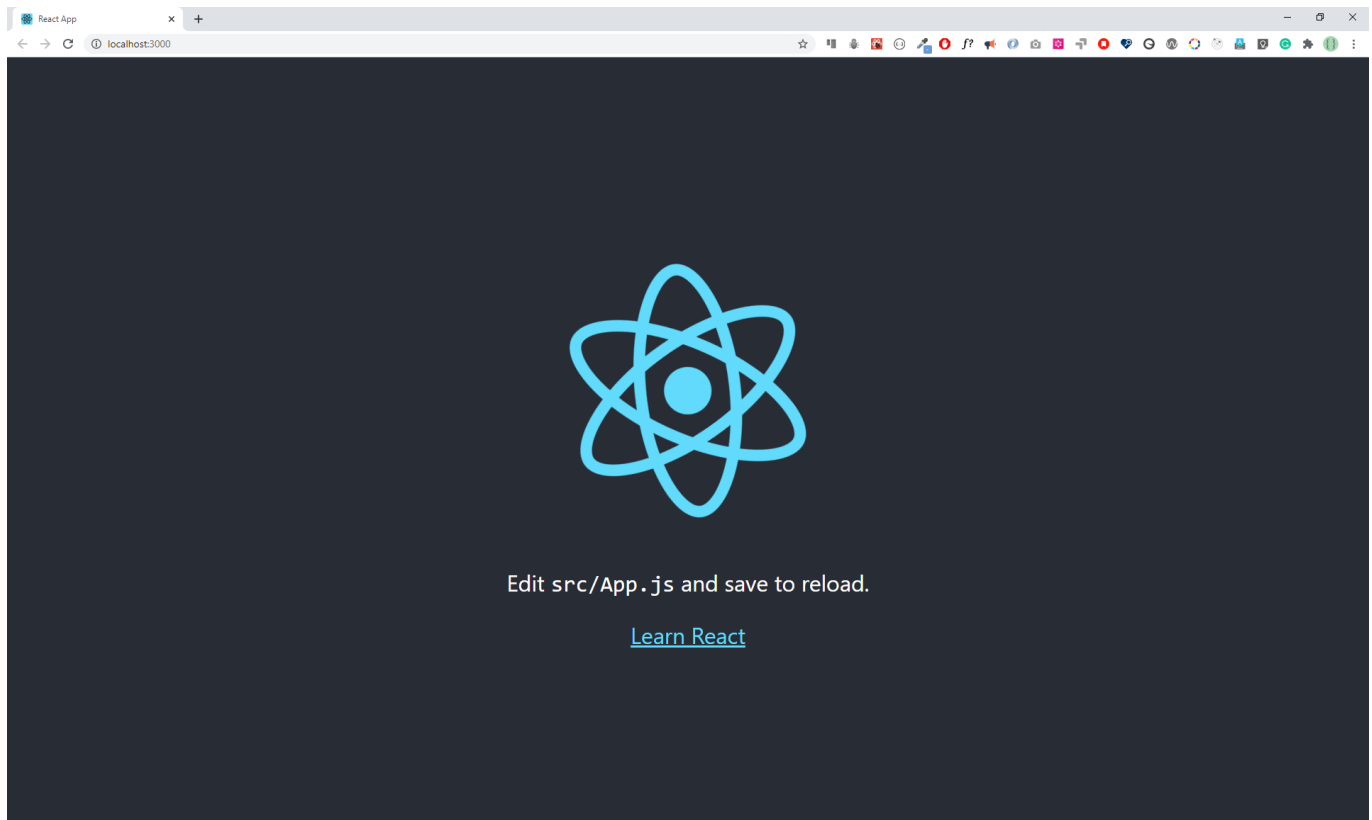 React App
localhost:3000
f?
Edit src/App.js and save to reload.
Learn React